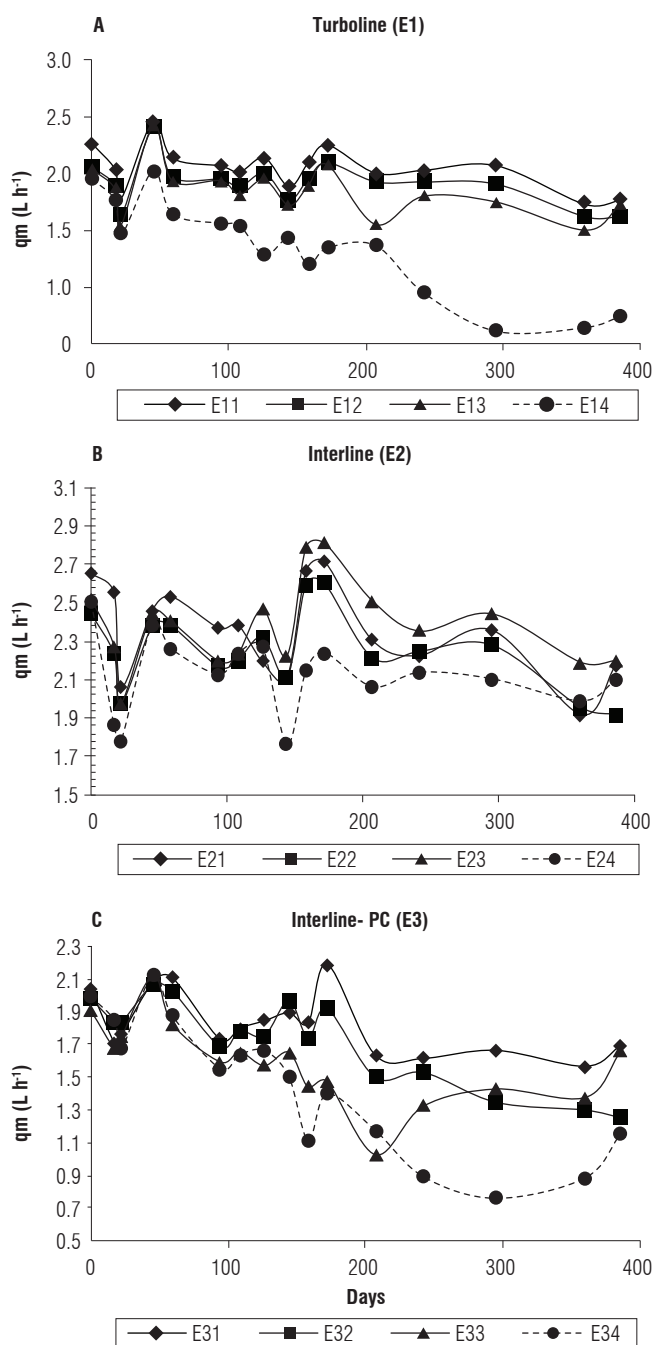 A
Turboline (E1)
3.0
2.5
2.0
1.5
1.0
0
qm (L h-1)
0 100 200 300 400
E11 E12 E13 E14
B
Interline (E2)
3.1
2.9
2.7
2.5
2.3
2.1
1.9
1.7
1.5
qm (L h-1)
0 100 200 300 400
E21 E22 E23 E24
C
Interline- PC (E3)
2.3
2.1
1.9
1.7
1.5
1.3
1.1
0.9
0.7
0.5
qm (L h-1)
0 100 200 300 400
Days
E31 E32 E33 E34